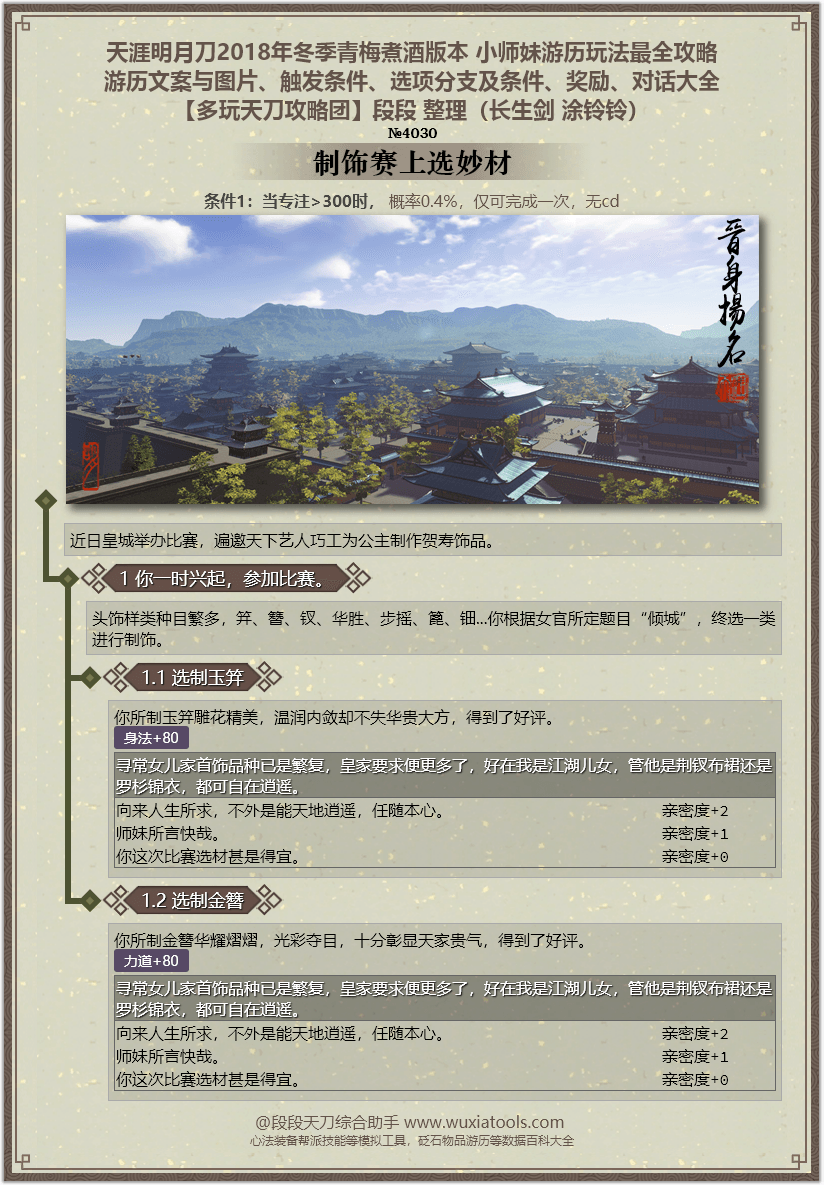 天涯明月刀2018年冬季青梅煮酒版本 小师妹游历玩法最全攻略
游历文案与图片、触发条件、选项分支及条件、奖励、对话大全
【多玩天刀攻略团】段段 整理（长生剑 涂铃铃）
№4030
制饰赛上选妙材
条件1：当专注>300时， 概率0.4%，仅可完成一次，无cd
晋身揚名
近日皇城举办比赛，遍邀天下艺人巧工为公主制作贺寿饰品。
1 你一时兴起，参加比赛。
头饰样类种目繁多，笄、簪、钗、华胜、步摇、篦、钿...你根据女官所定题目“倾城”，终选一类
进行制饰。
1.1 选制玉笄
你所制玉笄雕花精美，温润内敛却不失华贵大方，得到了好评。
身法+80
寻常女儿家首饰品种已是繁复，皇家要求便更多了，好在我是江湖儿女，管他是荆钗布裙还是
罗杉锦衣，都可自在逍遥。
向来人生所求，不外是能天地逍遥，任随本心。 亲密度+2
师妹所言快哉。 亲密度+1
你这次比赛选材甚是得宜。 亲密度+0
1.2 选制金簪
你所制金簪华耀熠熠，光彩夺目，十分彰显天家贵气，得到了好评。
力道+80
寻常女儿家首饰品种已是繁复，皇家要求便更多了，好在我是江湖儿女，管他是荆钗布裙还是
罗杉锦衣，都可自在逍遥。
向来人生所求，不外是能天地逍遥，任随本心。 亲密度+2
师妹所言快哉。 亲密度+1
你这次比赛选材甚是得宜。 亲密度+0
@段段天刀综合助手 www.wuxiatools.com
心法装备帮派技能等模拟工具，砭石物品游历等数据百科大全